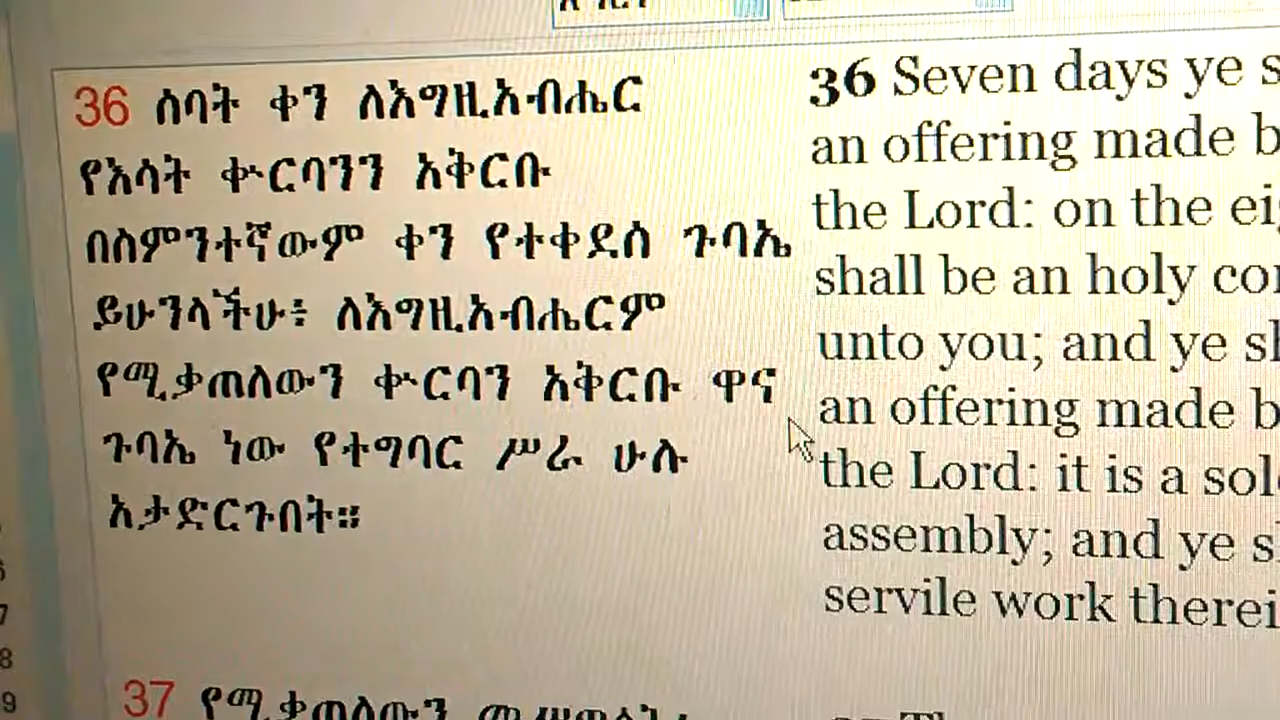 36 ሰባት ቀን ለእግዚአብሔር
የእሳት ቍርባንን አቅርቡ
በስምንተኛውም ቀን የተቀደሰ ጉባኤ
ይሁንላችሁ፥ ለእግዚአብሔርም
የሚቃጠለውን ቍርባን አቅርቡ ዋና
ጉባኤ ነው የተግባር ሥራ ሁሉ
አታድርጉበት።
37 የሚቃጠለውን
36 Seven days ye s
an offering made b
the Lord: on the ei
shall be an holy co
unto you; and ye s
an offering made b
the Lord: it is a sol
assembly; and ye s
servile work therei